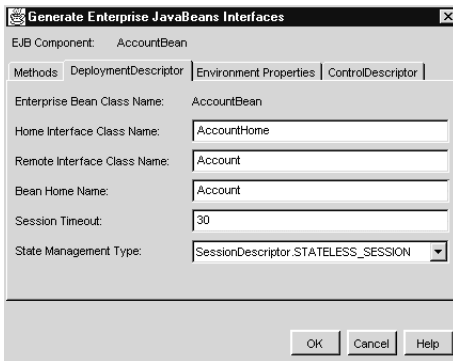 Generate Enterprise JavaBeans Interfaces
EJB Component: AccountBean
Methods DeploymentDescriptor Environment Properties ControlDescriptor
Enterprise Bean Class Name: AccountBean
Home Interface Class Name: AccountHome
Remote Interface Class Name: Account
Bean Home Name: Account
Session Timeout: 30
State Management Type: SessionDescriptor.STATELESS_SESSION
OK Cancel Help